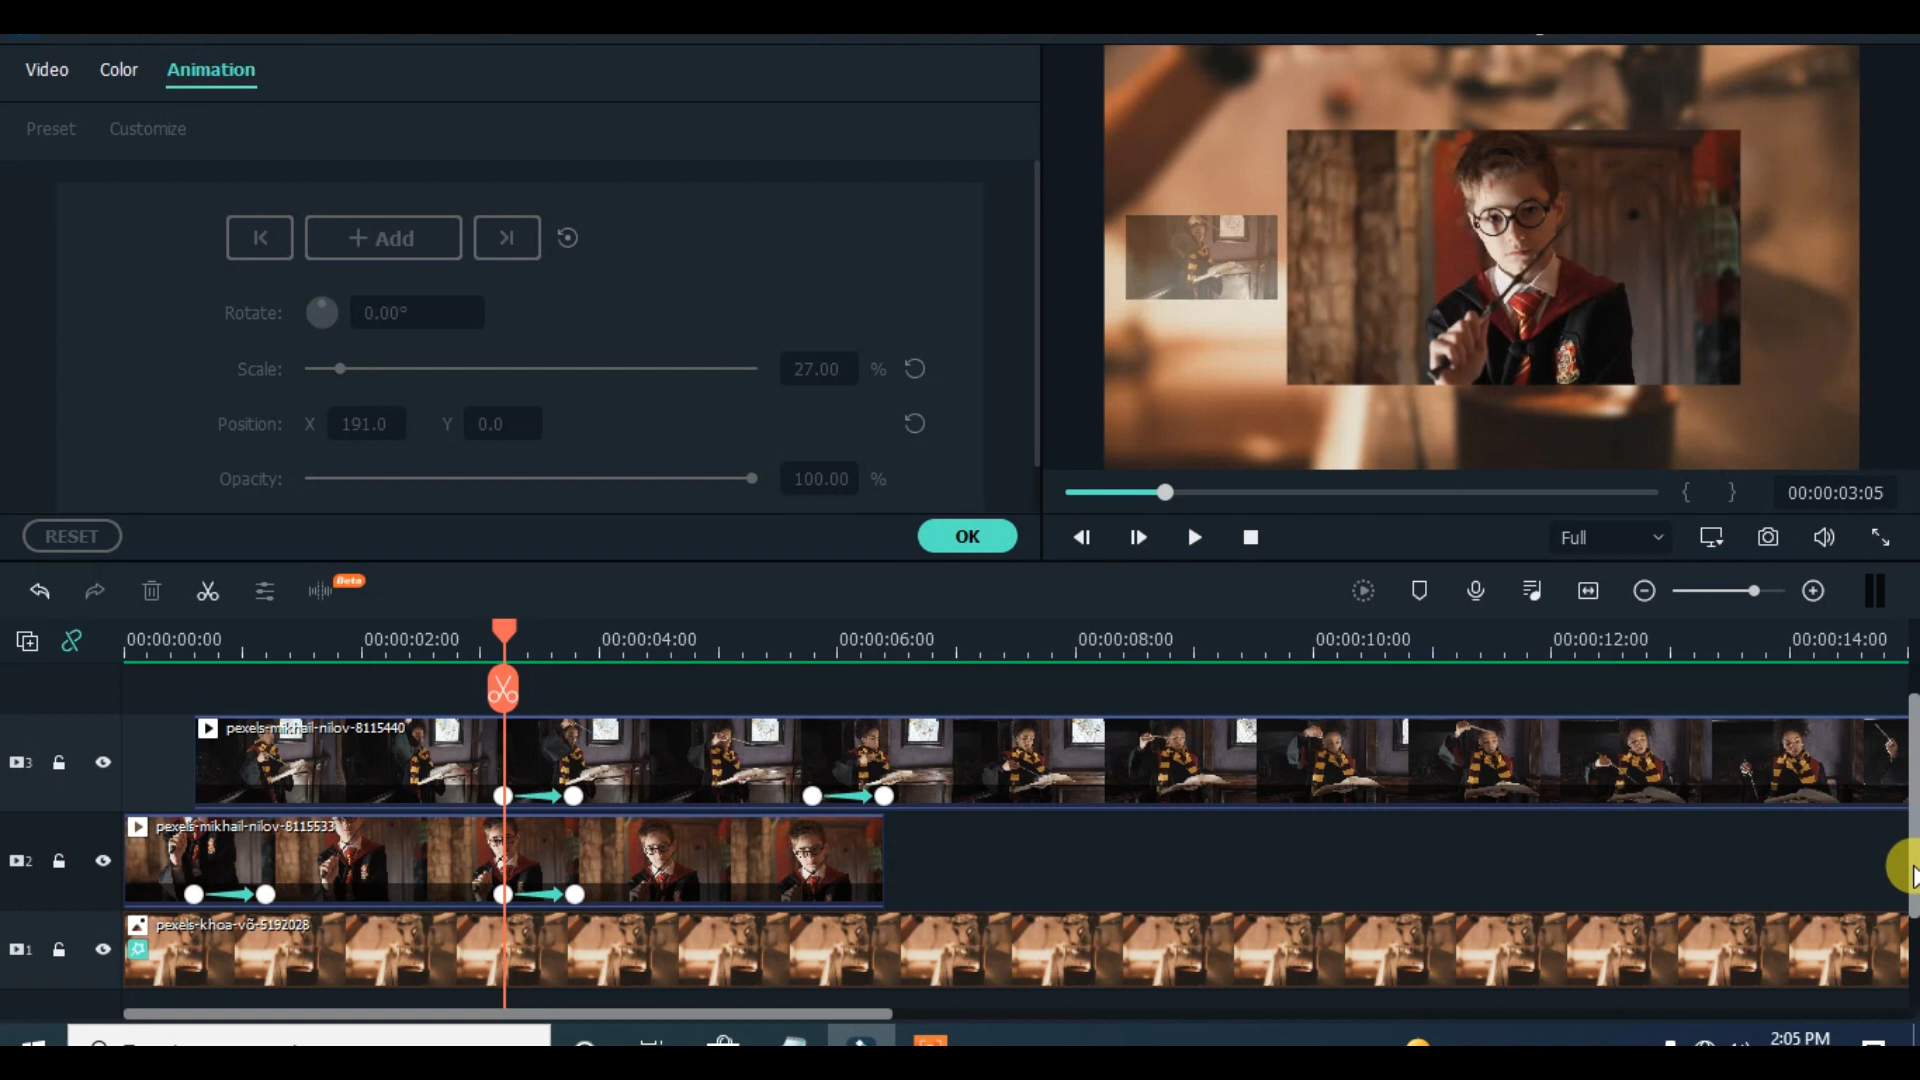 Video Color Animation
Preset Customize
+ Add
Rotate: 0.00°
Scale: 27.00 %
Position: X 191.0 Y 0.0
Opacity: 100.00 %
RESET OK
{ } 00:00:03:05
Full
Beta
00:00:00:00 00:00:02:00 00:00:04:00 00:00:06:00 00:00:08:00 00:00:10:00 00:00:12:00 00:00:14:00
3
pexels-mikhail-nilov-8115440
2
pexels-mikhail-nilov-8115533
1
pexels-khoa-võ-5192028
2:05 PM